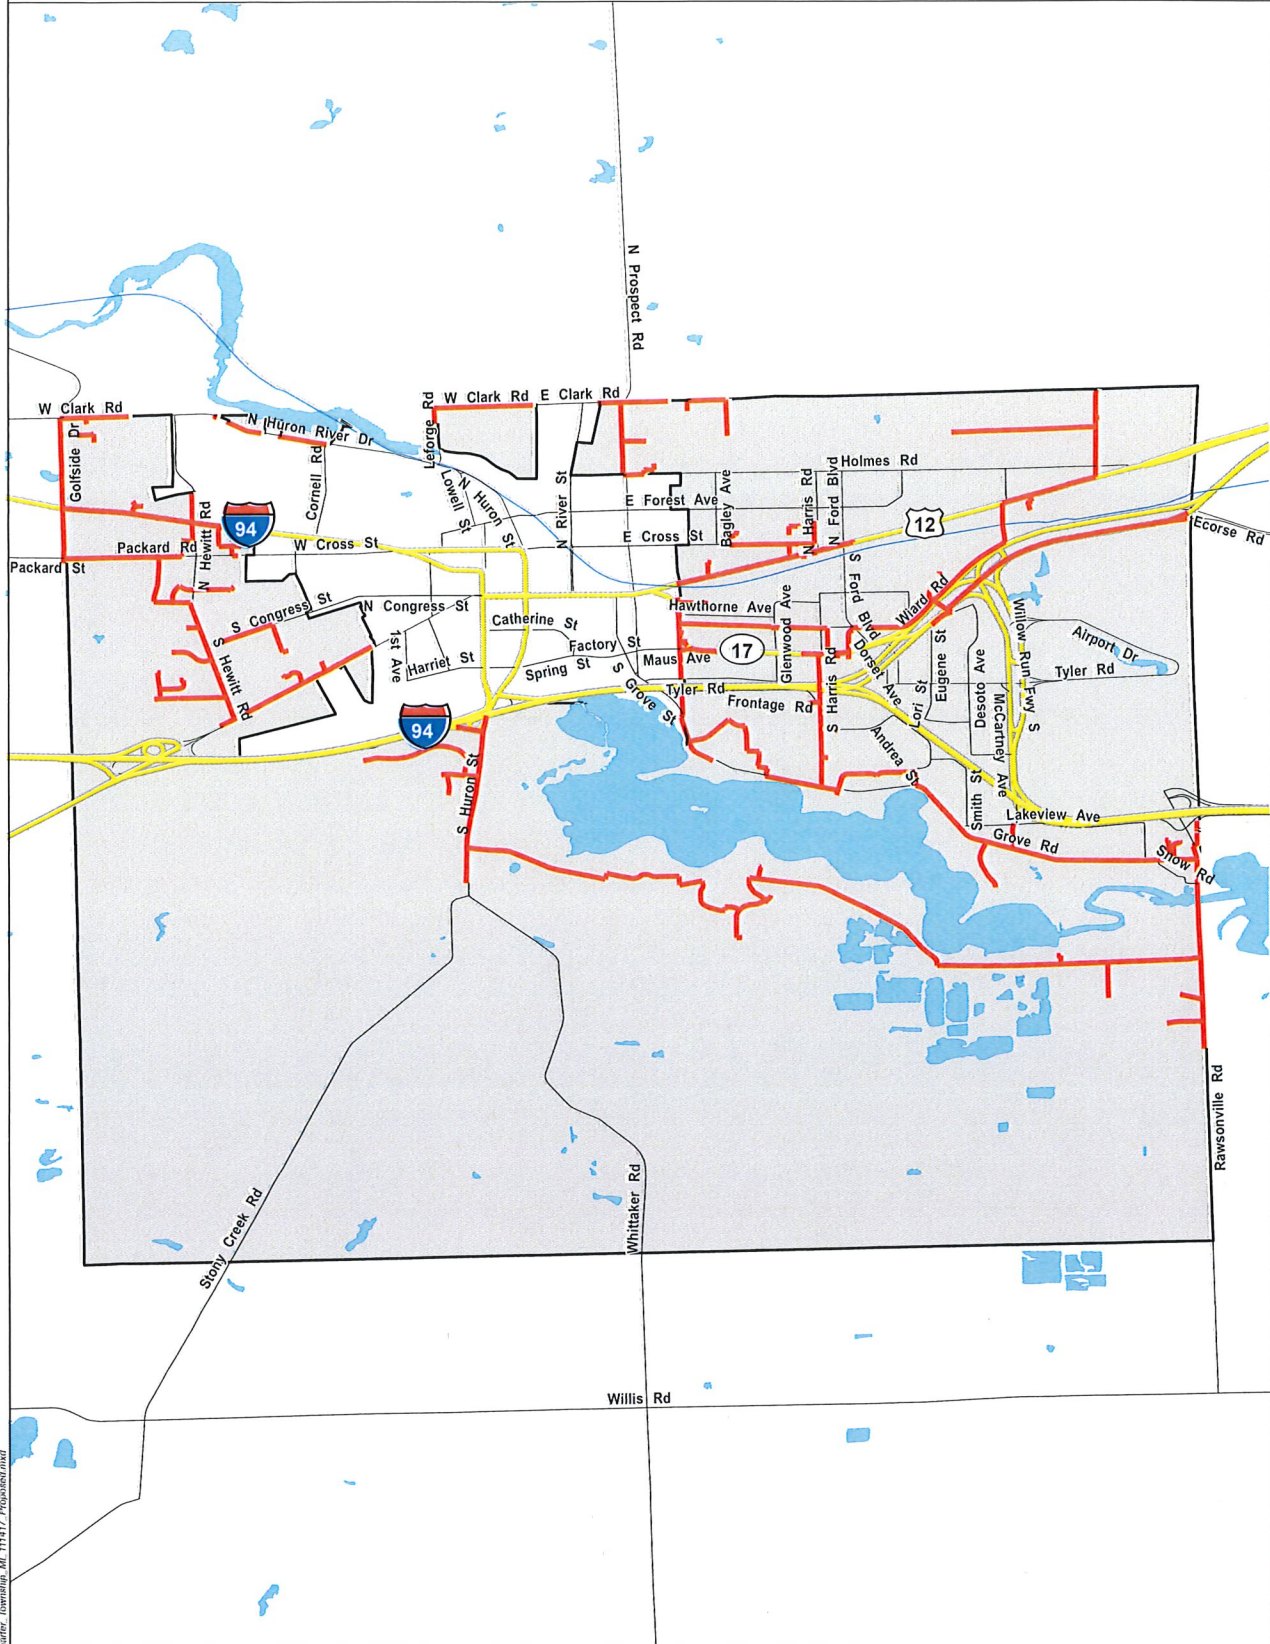 N Prospect Rd
W Clark Rd
Leforge Rd
W Clark Rd
E Clark Rd
N Huron River Dr
Golfside Dr
Cornell Rd
Lowell St
N Huron St
N River St
Holmes Rd
E Forest Ave
Bagley Ave
N Harris Rd
N Ford Blvd
12
Ecorse Rd
94
N Hewitt Rd
Packard Rd
W Cross St
E Cross St
Packard St
S Congress St
N Congress St
Hawthorne Ave
Glenwood Ave
S Ford Blvd
Wiard Rd
Willow Run Fwy S
Airport Dr
Tyler Rd
Catherine St
Factory St
Spring St
1st Ave
Harriet St
Maus Ave
17
S Hewitt Rd
S Grove St
Tyler Rd
Frontage Rd
S Harris Rd
Dorset Ave
Lori St
Eugene St
Desoto Ave
McCartney Ave
94
S Huron St
Andrea St
Smith St
Lakeview Ave
Grove Rd
Snow Rd
Rawsonville Rd
Whittaker Rd
Stony Creek Rd
Willis Rd
arter_Township_MI_111417_Proposed.mxd